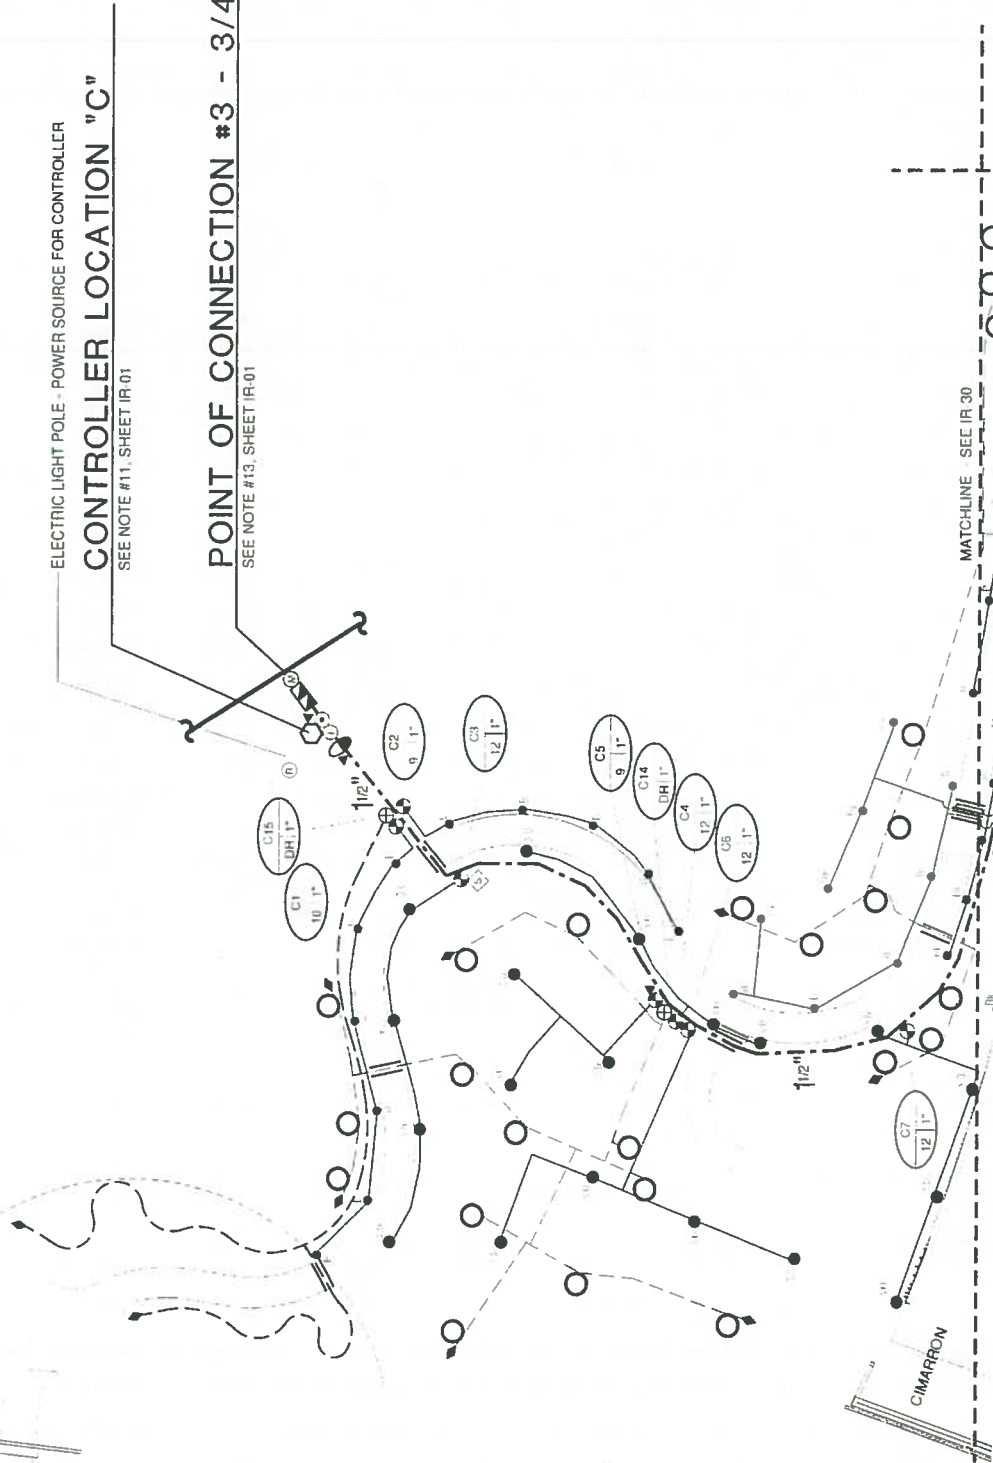 ELECTRIC LIGHT POLE - POWER SOURCE FOR CONTROLLER
CONTROLLER LOCATION "C"
SEE NOTE #11, SHEET IR-01
POINT OF CONNECTION #3 - 3/4
SEE NOTE #13, SHEET IR-01
M
R
1 1/2"
C2
9 1"
C3
12 1"
C15
DH 1"
C1
10 1"
C5
9 1"
C14
DH 1"
C4
12 1"
C6
12 1"
1 1/2"
C7
12 1"
MATCHLINE - SEE IR-30
CIMARRON